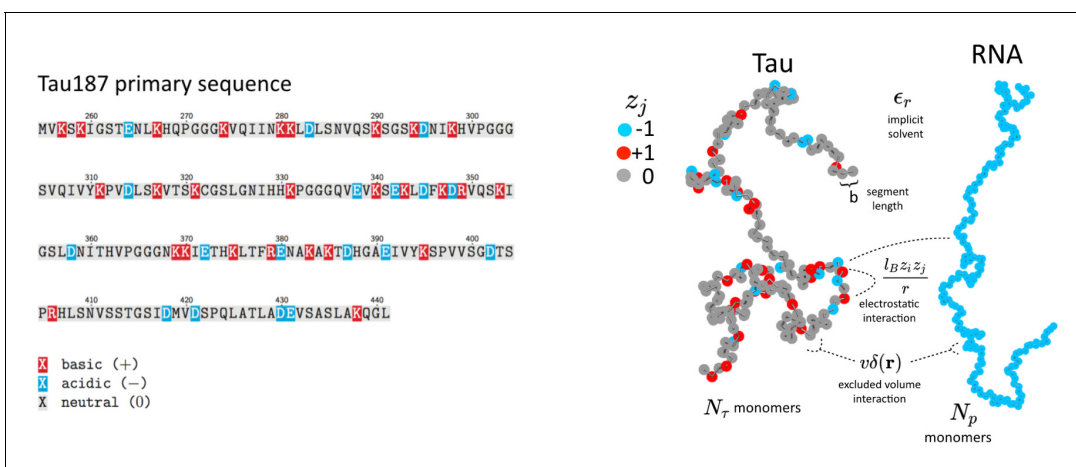 Tau187 primary sequence
260 270 280 290 300
MVKSKIGSTENLKHQPGGGKVQIINKKLDLSNVQSKSGSKDNIKHVPGGG
310 320 330 340 350
SVQIVYKPVDLSKVTSKCGSLGNIHHKPGGGQVEVKSEKLDFKDRVQSKI
360 370 380 390 400
GSLDNITHVPGGGNKKIETHKLTFRENAKAKTDHGAEIVYKSPVVSGDTS
410 420 430 440
PRHLSNVSSTGSIDMVDSPQLATLADEVSASLAKQGL
X basic (+)
X acidic (−)
X neutral (0)
Tau
RNA
z_j
-1
+1
0
ϵ_r
implicit
solvent
b
segment
length
l_B z_i z_j
r
electrostatic
interaction
vδ(r)
excluded volume
interaction
N_τ monomers
N_p
monomers